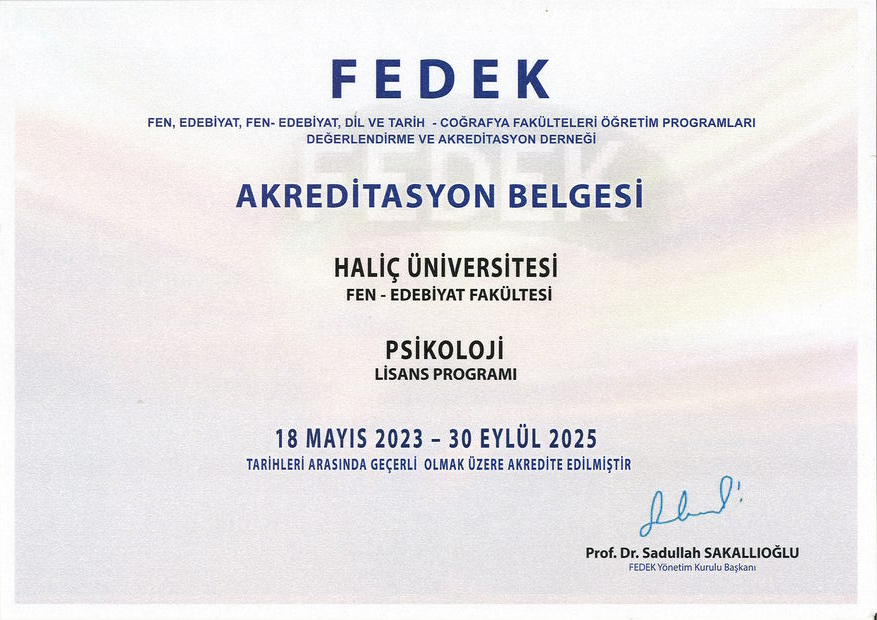 FEDEK
FEN, EDEBİYAT, FEN- EDEBİYAT, DİL VE TARİH - COĞRAFYA FAKÜLTELERİ ÖĞRETİM PROGRAMLARI
DEĞERLENDİRME VE AKREDİTASYON DERNEĞİ
AKREDİTASYON BELGESİ
HALİÇ ÜNİVERSİTESİ
FEN - EDEBİYAT FAKÜLTESİ
PSİKOLOJİ
LİSANS PROGRAMI
18 MAYIS 2023 – 30 EYLÜL 2025
TARİHLERİ ARASINDA GEÇERLİ OLMAK ÜZERE AKREDİTE EDİLMİŞTİR
Prof. Dr. Sadullah SAKALLIOĞLU
FEDEK Yönetim Kurulu Başkanı